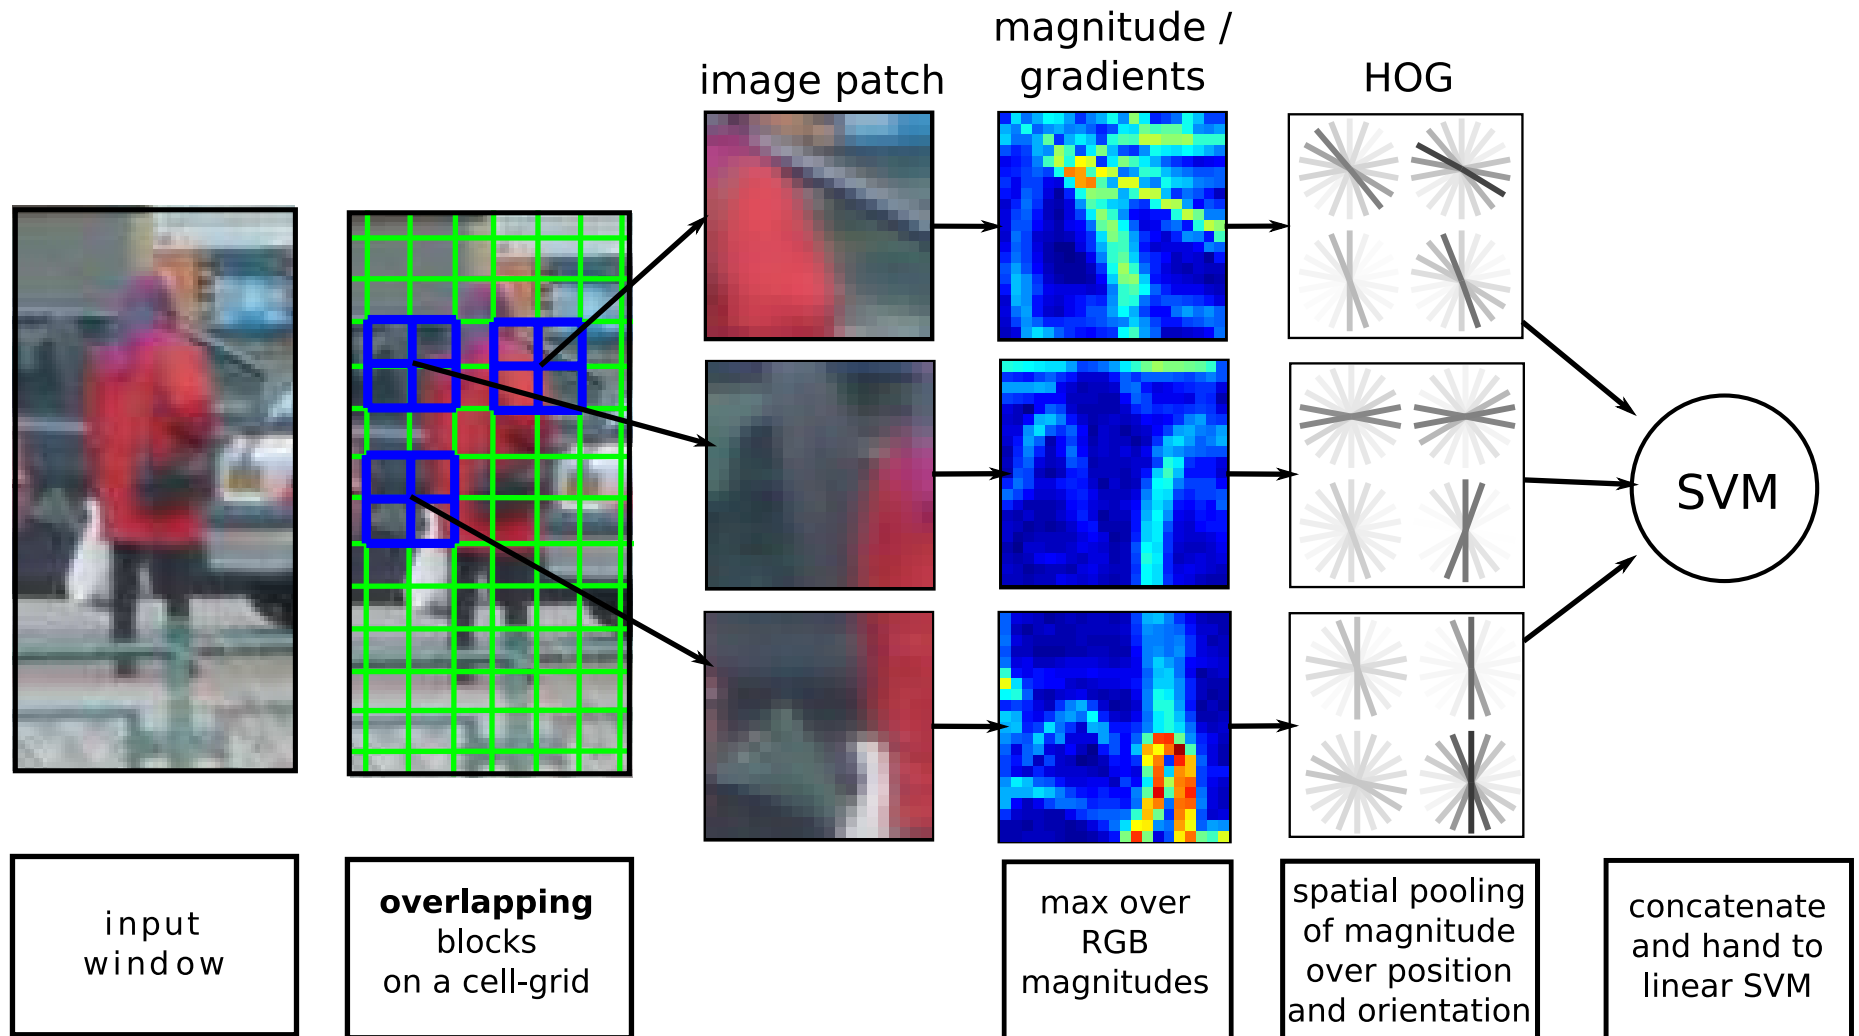 magnitude /
gradients
image patch
HOG
SVM
input
window
overlapping
blocks
on a cell-grid
max over
RGB
magnitudes
spatial pooling
of magnitude
over position
and orientation
concatenate
and hand to
linear SVM